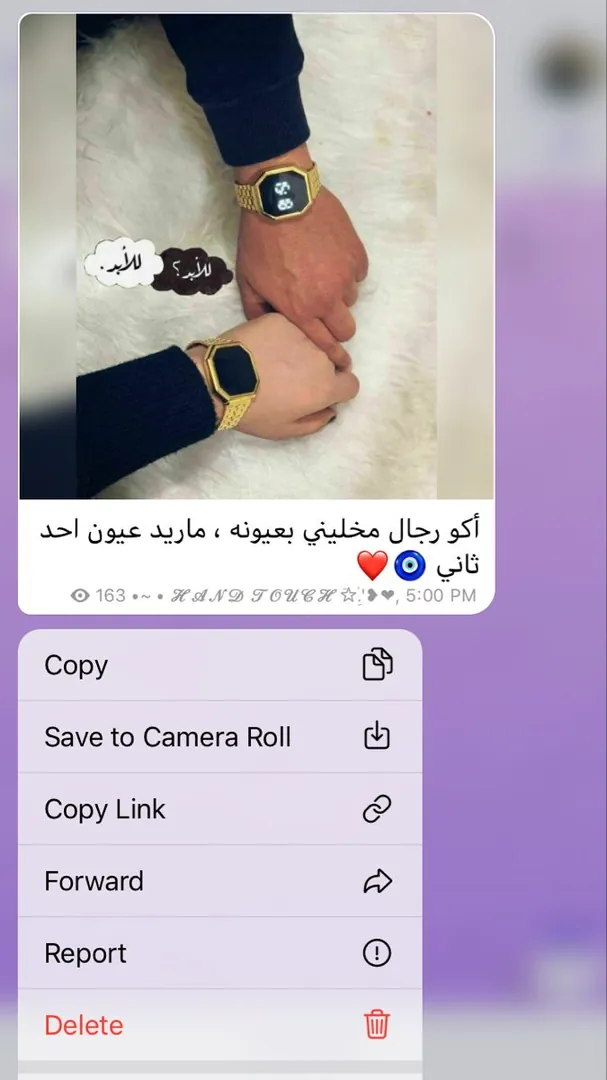 للأبد؟
للأبد.
أكو رجال مخليني بعيونه ، ماريد عيون احد
ثاني 🧿❤️
163 •~ • 𝓗𝓐𝓝𝓓 𝓣𝓞𝓤𝓒𝓗 ☆҉'❥❤, 5:00 PM
Copy
Save to Camera Roll
Copy Link
Forward
Report
Delete